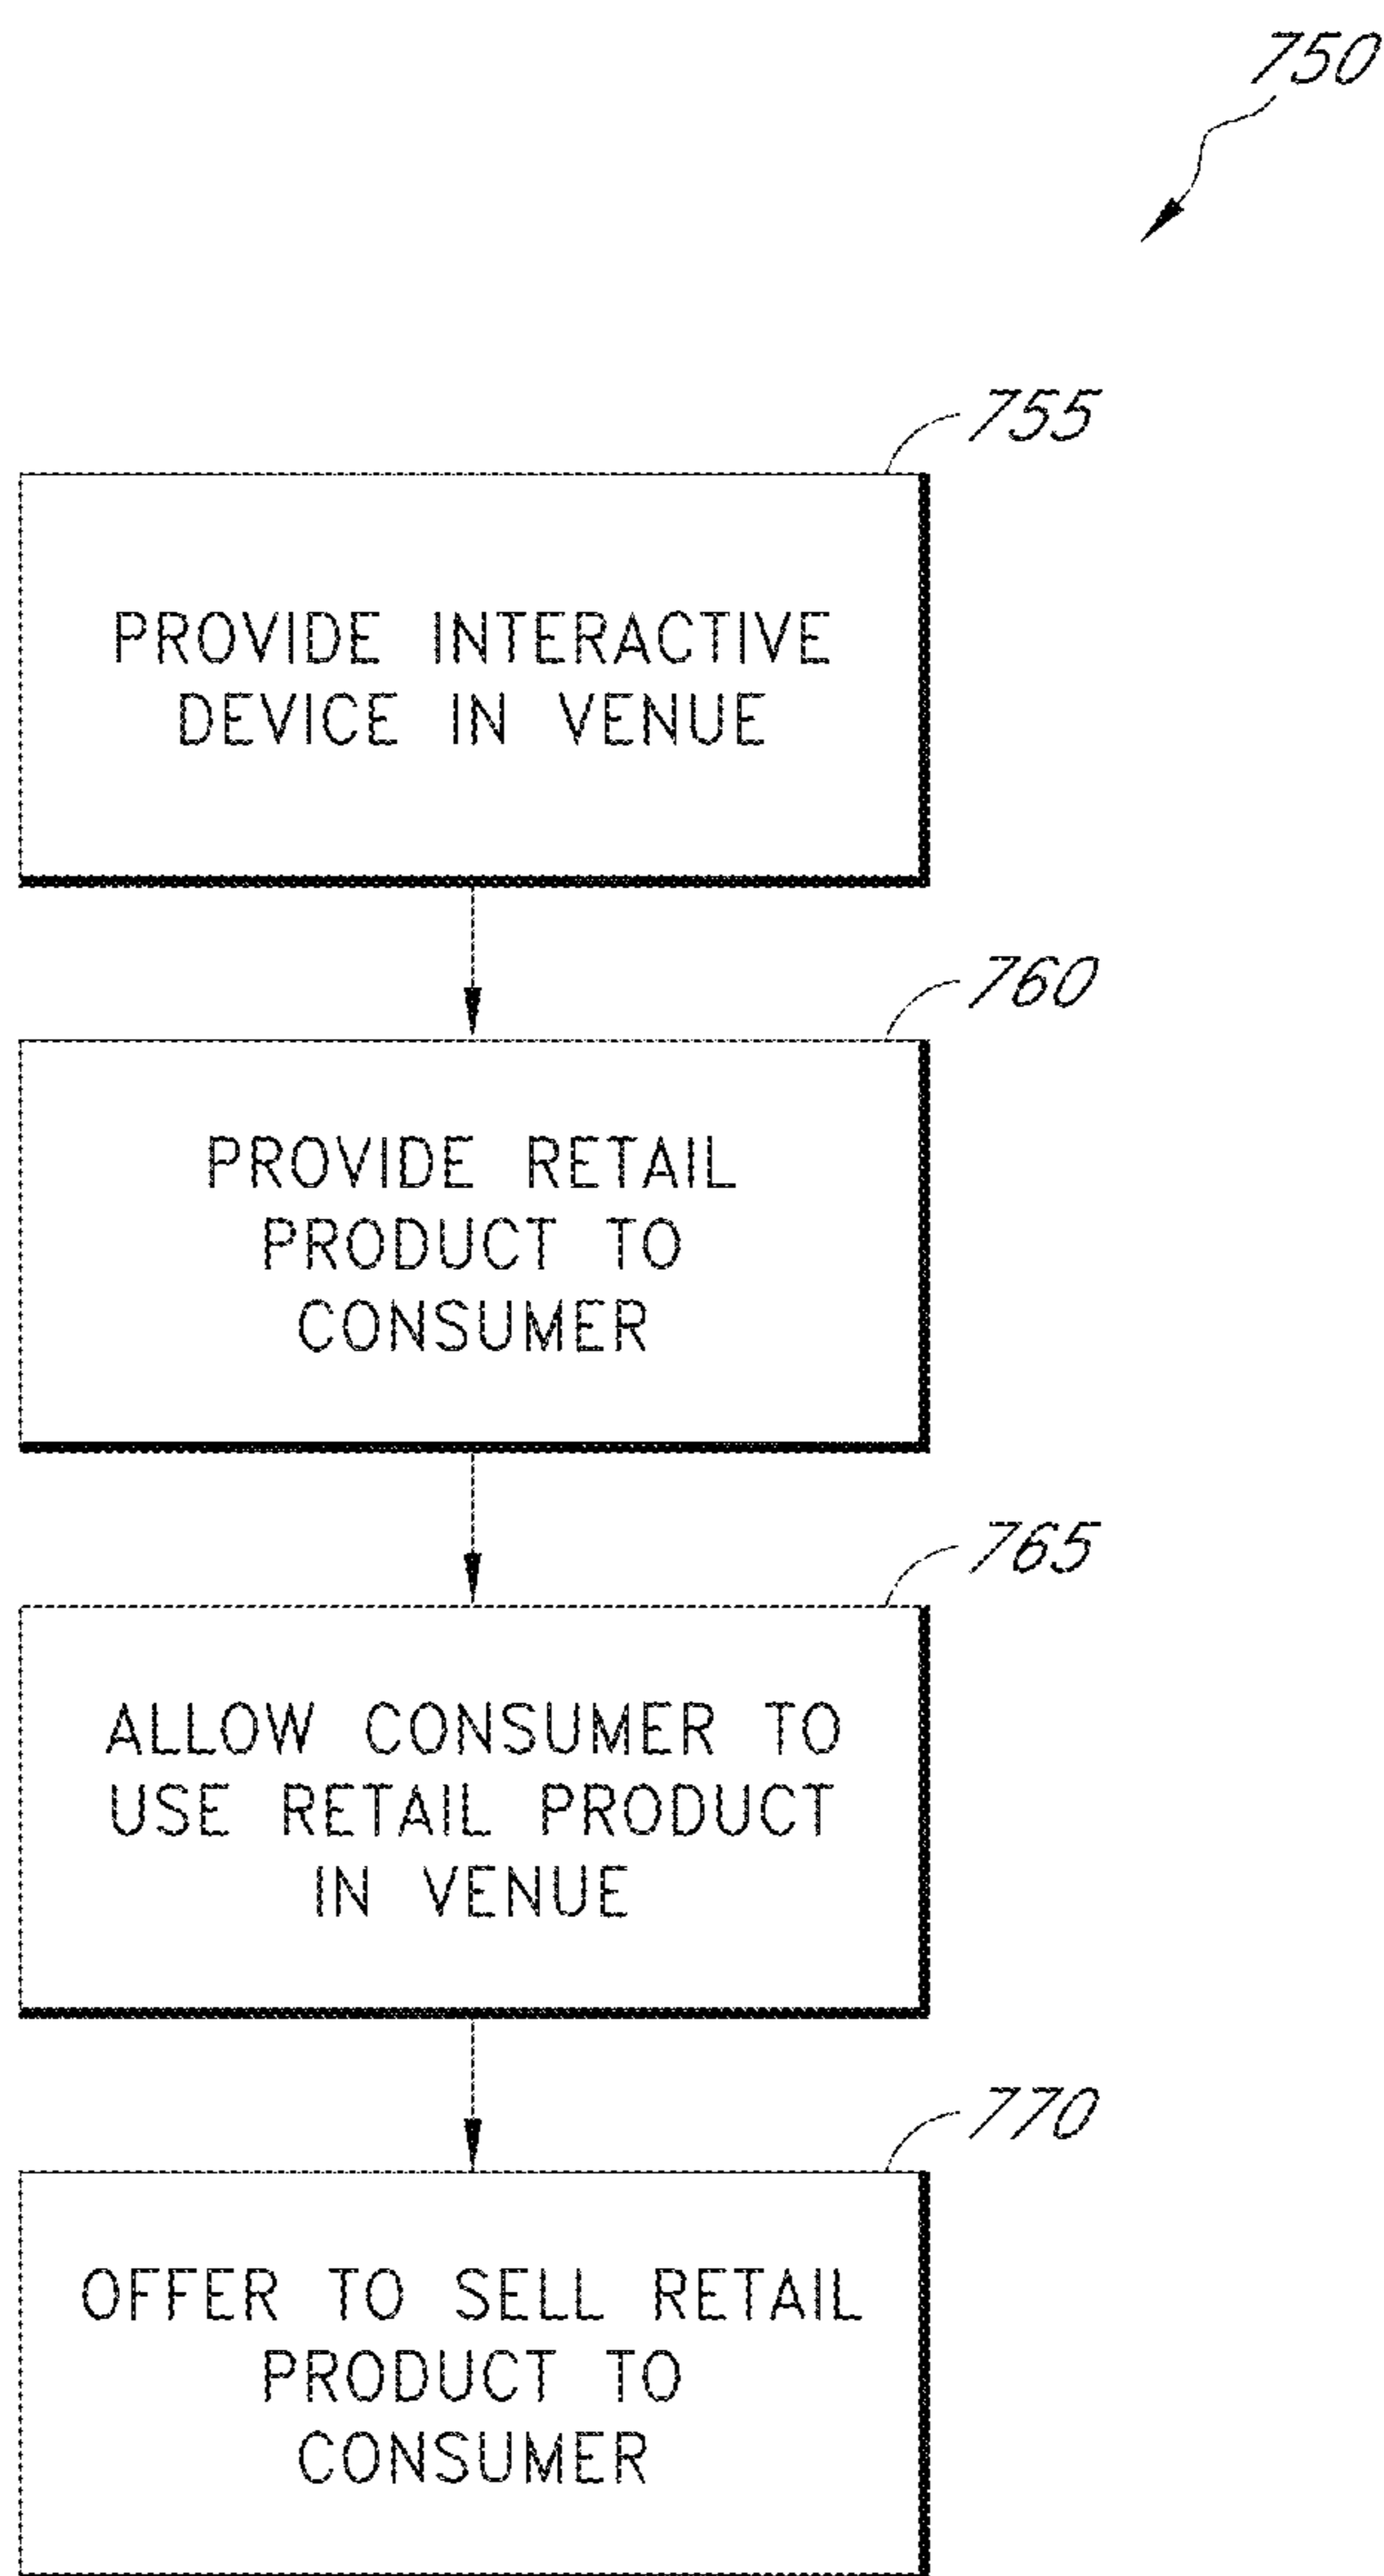 750
755
PROVIDE INTERACTIVE
DEVICE IN VENUE
760
PROVIDE RETAIL
PRODUCT TO
CONSUMER
765
ALLOW CONSUMER TO
USE RETAIL PRODUCT
IN VENUE
770
OFFER TO SELL RETAIL
PRODUCT TO
CONSUMER